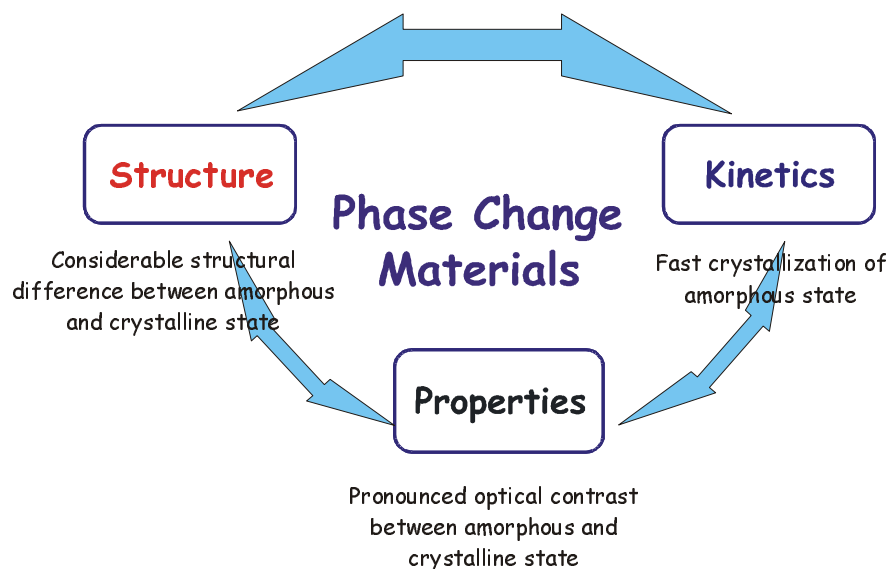 Structure
Kinetics
Phase Change
Materials
Considerable structural
difference between amorphous
and crystalline state
Fast crystallization of
amorphous state
Properties
Pronounced optical contrast
between amorphous and
crystalline state